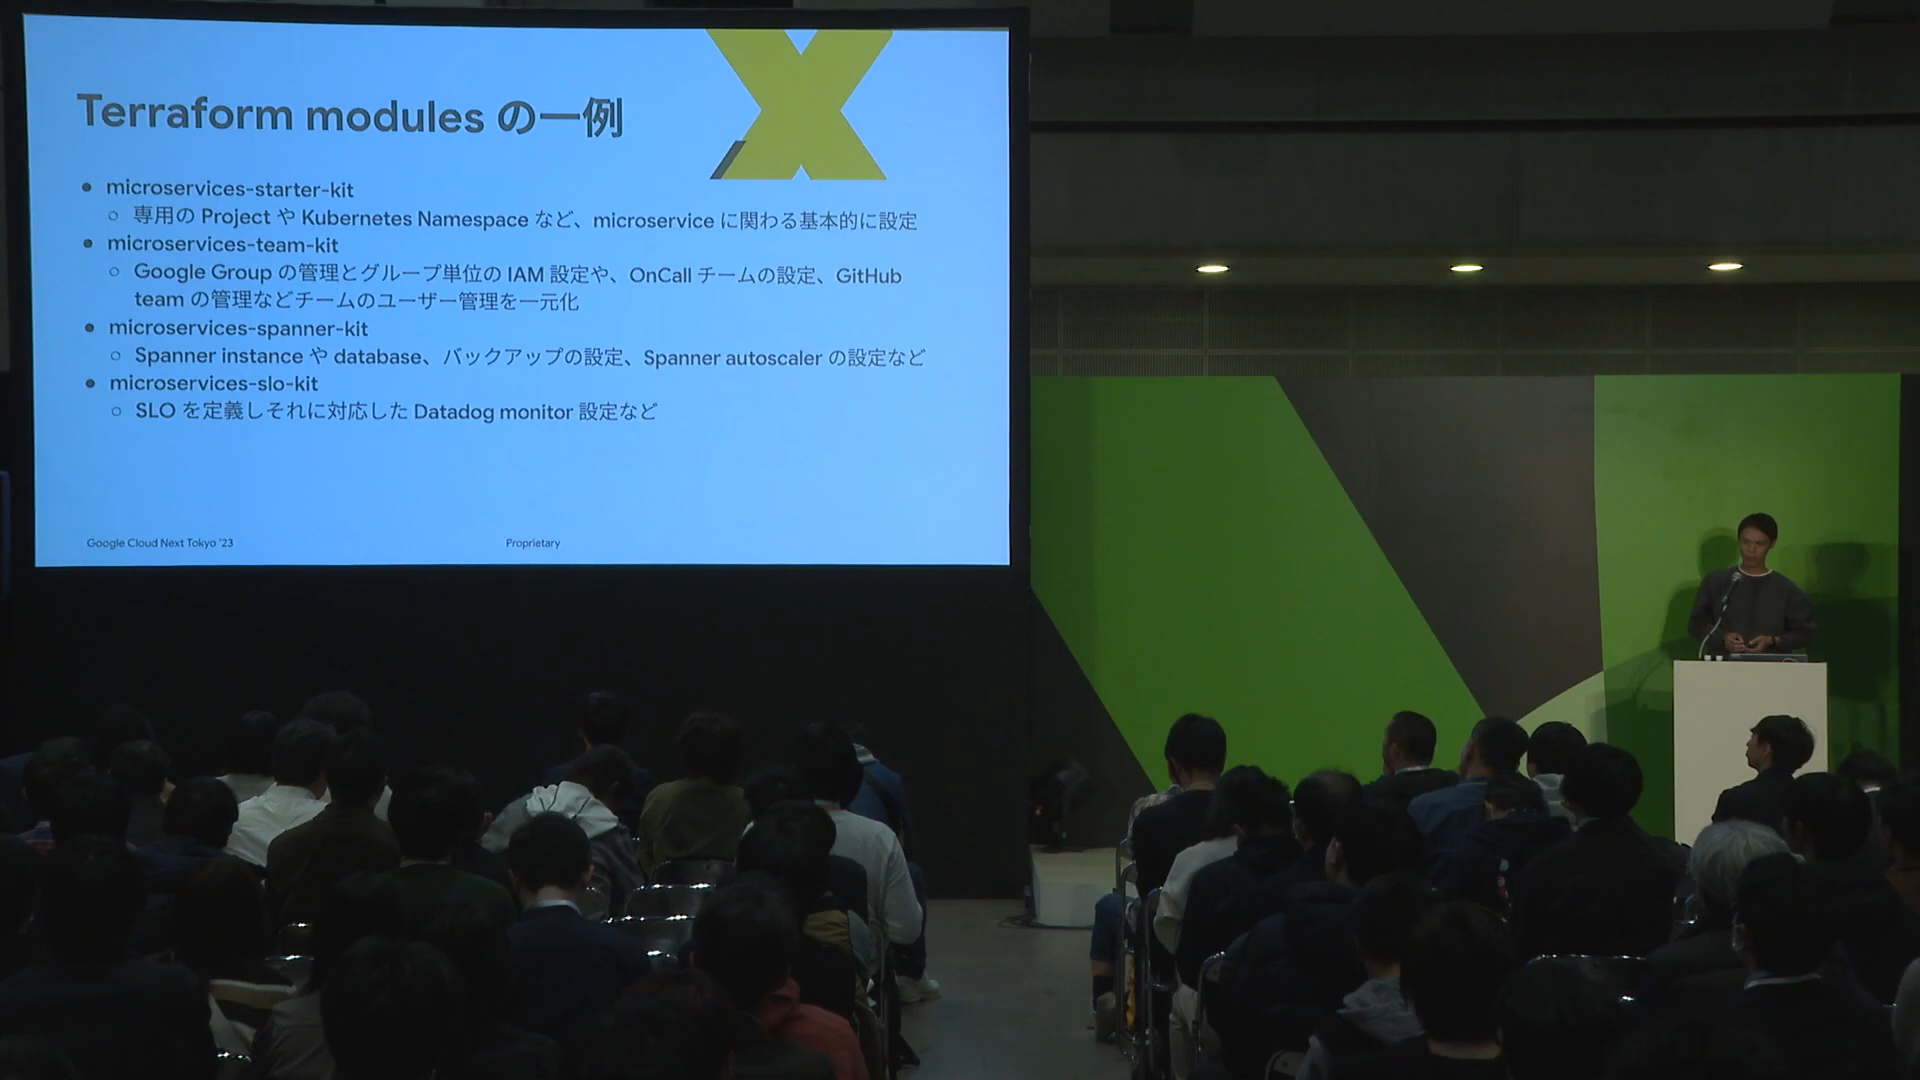 Terraform modules の一例
● microservices-starter-kit
○ 専用の Project や Kubernetes Namespace など、microservice に関わる基本的に設定
● microservices-team-kit
○ Google Group の管理とグループ単位の IAM 設定や、OnCall チームの設定、GitHub
team の管理などチームのユーザー管理を一元化
● microservices-spanner-kit
○ Spanner instance や database、バックアップの設定、Spanner autoscaler の設定など
● microservices-slo-kit
○ SLO を定義しそれに対応した Datadog monitor 設定など
Google Cloud Next Tokyo '23
Proprietary